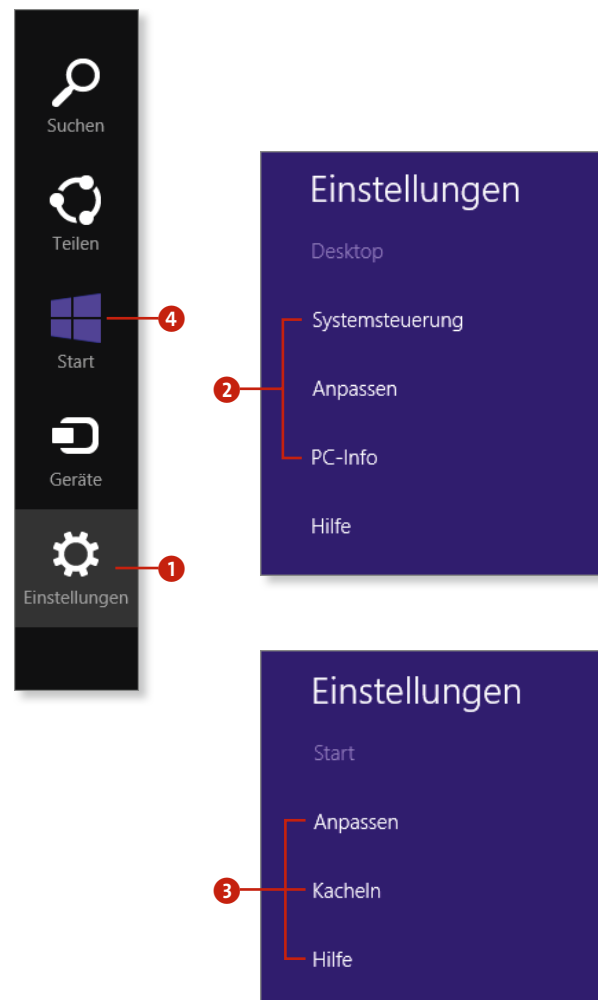 Suchen
Teilen
4
Start
Geräte
1
Einstellungen
Einstellungen
Desktop
Systemsteuerung
2
Anpassen
PC-Info
Hilfe
Einstellungen
Start
Anpassen
3
Kacheln
Hilfe